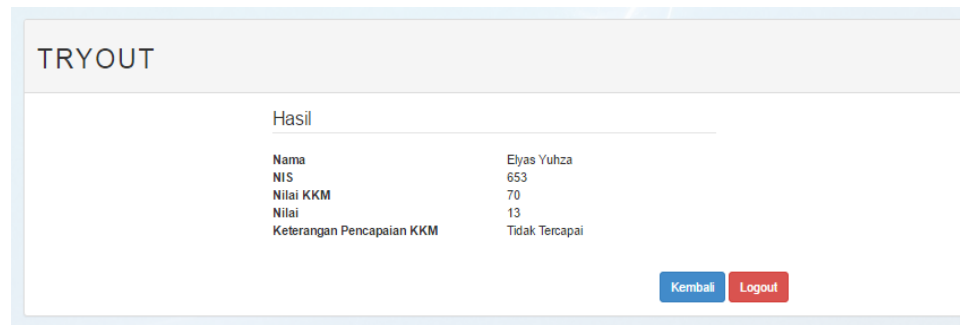 TRYOUT
Hasil
Nama Elyas Yuhza
NIS 653
Nilai KKM 70
Nilai 13
Keterangan Pencapaian KKM Tidak Tercapai
Kembali Logout